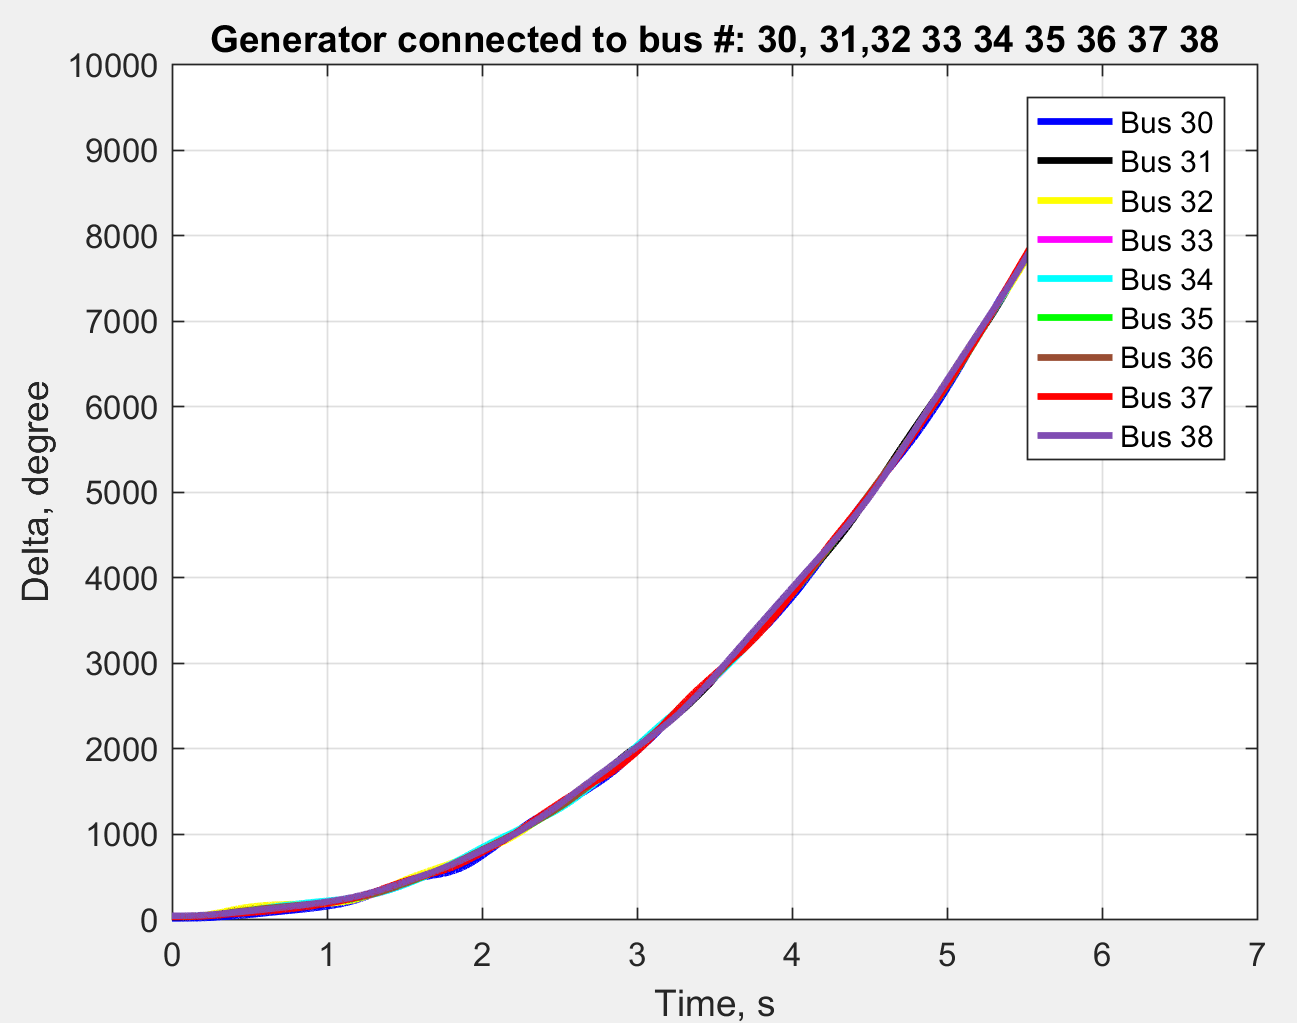 Generator connected to bus #: 30, 31,32 33 34 35 36 37 38
10000
9000
8000
7000
6000
5000
4000
3000
2000
1000
0
Delta, degree
Bus 30
Bus 31
Bus 32
Bus 33
Bus 34
Bus 35
Bus 36
Bus 37
Bus 38
0 1 2 3 4 5 6 7
Time, s